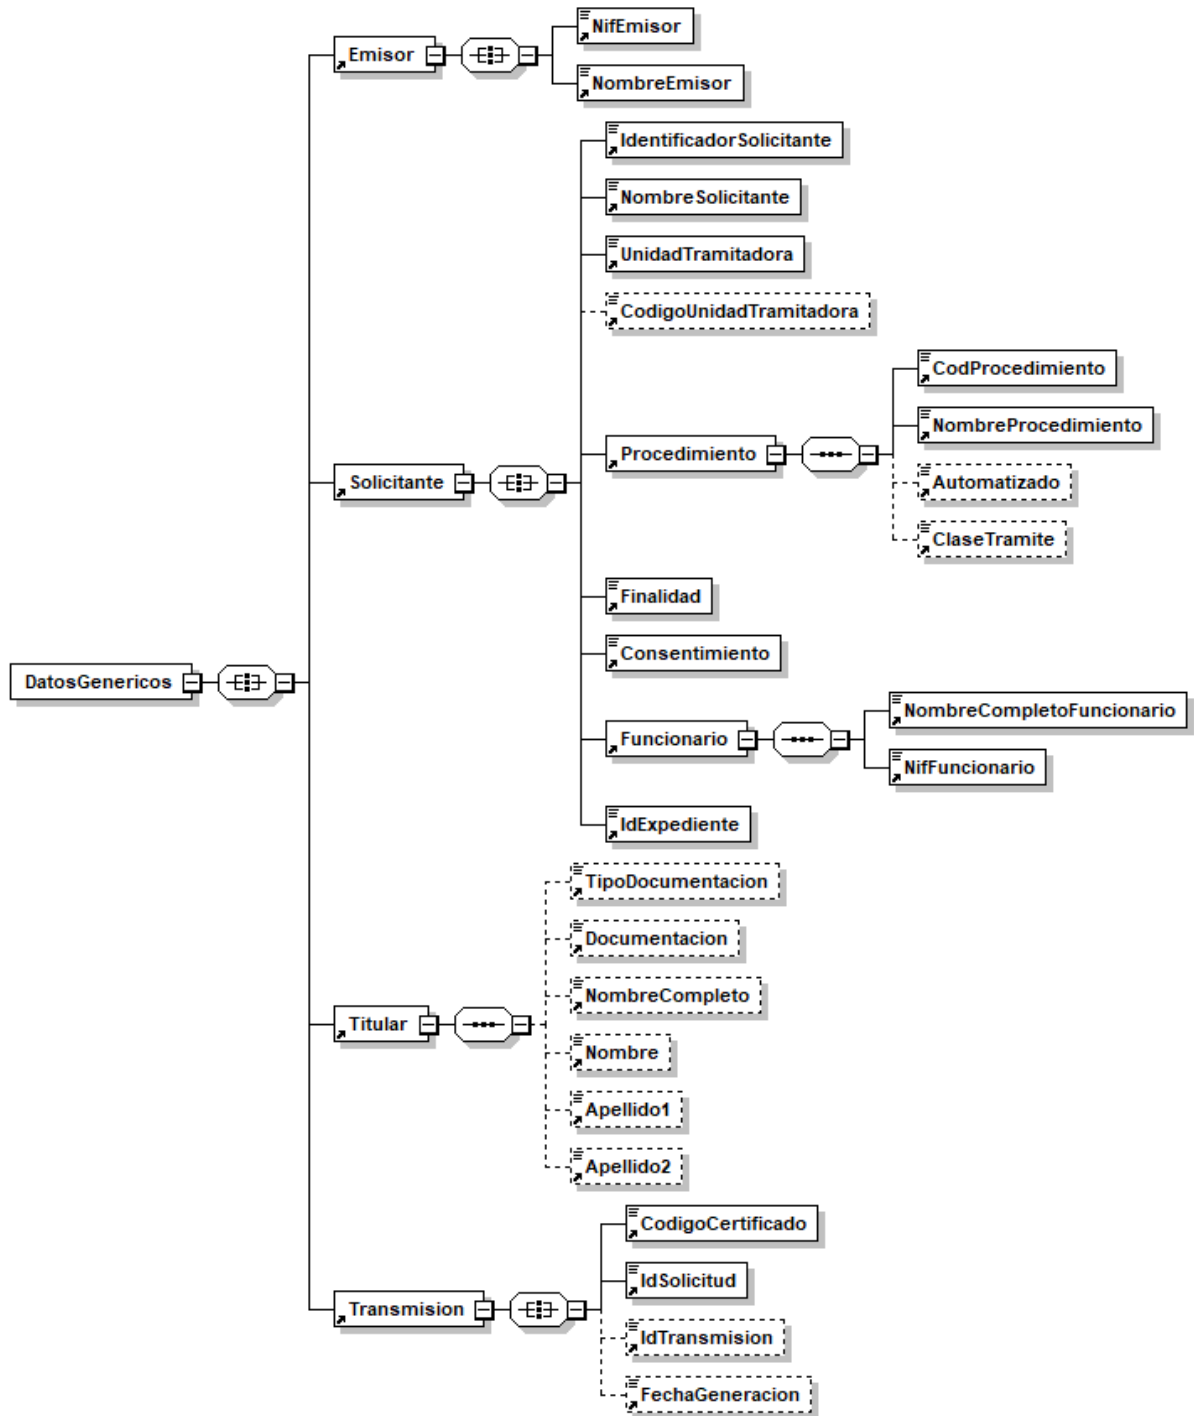 NifEmisor
Emisor
NombreEmisor
IdentificadorSolicitante
NombreSolicitante
UnidadTramitadora
CodigoUnidadTramitadora
CodProcedimiento
NombreProcedimiento
Procedimiento
Automatizado
Solicitante
ClaseTramite
Finalidad
Consentimiento
DatosGenericos
NombreCompletoFuncionario
Funcionario
NifFuncionario
IdExpediente
TipoDocumentacion
Documentacion
NombreCompleto
Titular
Nombre
Apellido1
Apellido2
CodigoCertificado
IdSolicitud
Transmision
IdTransmision
FechaGeneracion